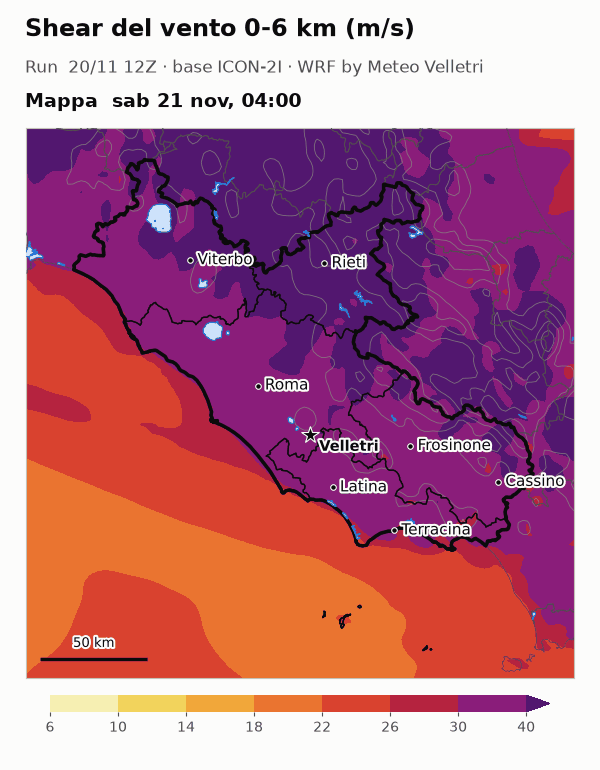 Shear del vento 0-6 km (m/s)
Run 20/11 12Z · base ICON-2I · WRF by Meteo Velletri
Mappa sab 21 nov, 04:00
Viterbo
Rieti
Roma
Velletri
Frosinone
Latina
Cassino
Terracina
50 km
6 10 14 18 22 26 30 40